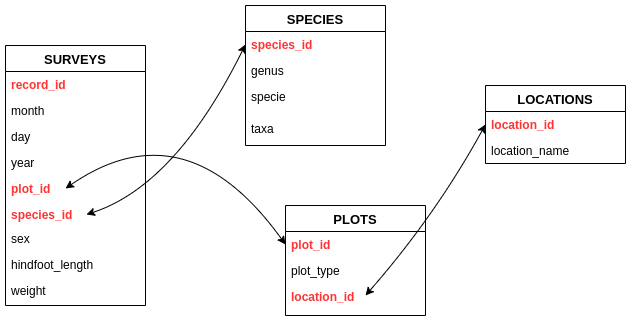 SURVEYS
record_id
month
day
year
plot_id
species_id
sex
hindfoot_length
weight
SPECIES
species_id
genus
specie
taxa
PLOTS
plot_id
plot_type
location_id
LOCATIONS
location_id
location_name